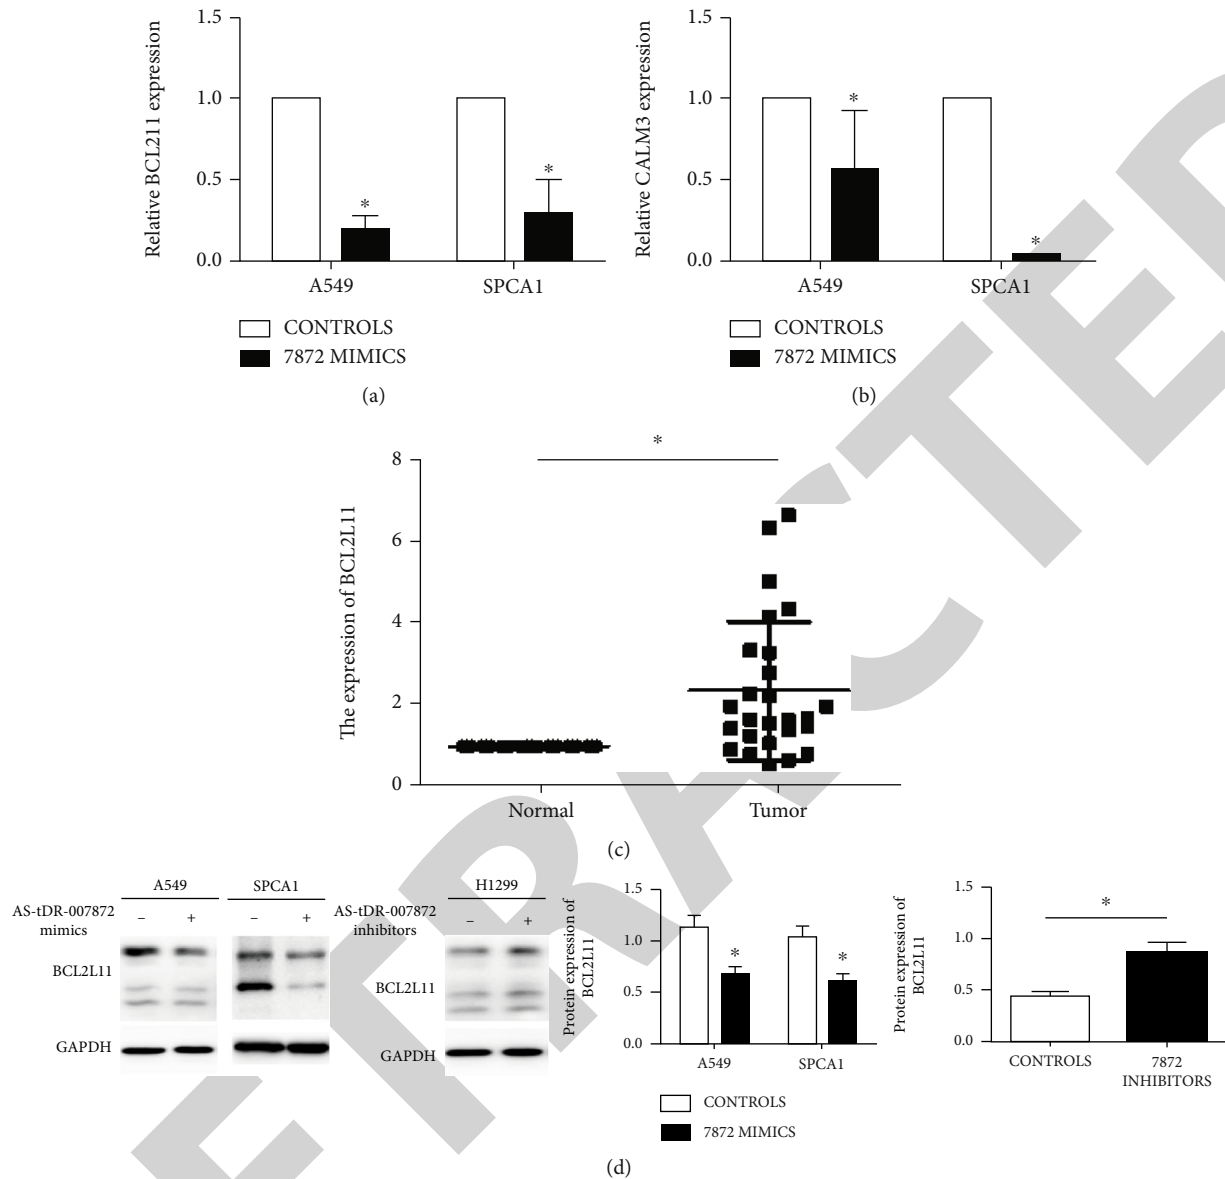 1.5
1.0
0.5
0.0
Relative BCL211 expression
*
*
A549
SPCA1
CONTROLS
7872 MIMICS
(a)
1.5
1.0
0.5
0.0
Relative CALM3 expression
*
*
A549
SPCA1
CONTROLS
7872 MIMICS
(b)
8
6
4
2
0
The expression of BCL2L11
*
Normal
Tumor
(c)
A549
SPCA1
AS-tDR-007872
mimics
– +
– +
BCL2L11
GAPDH
H1299
AS-tDR-007872
inhibitors
– +
BCL2L11
GAPDH
1.5
1.0
0.5
0.0
Protein expression of
BCL2L11
*
*
A549
SPCA1
CONTROLS
7872 MIMICS
1.5
1.0
0.5
0.0
Protein expression of
BCL2L11
*
CONTROLS
7872
INHIBITORS
(d)
ETRACTED